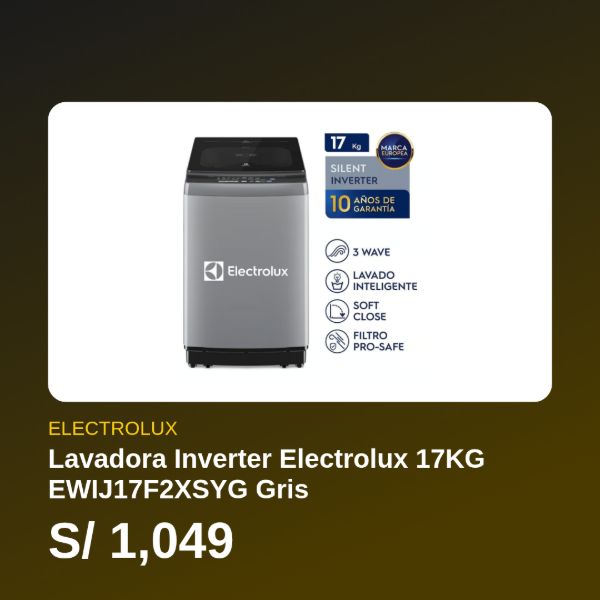 17 Kg
MARCA
EUROPEA
SILENT
INVERTER
10 AÑOS DE
GARANTÍA
Electrolux
3 WAVE
LAVADO
INTELIGENTE
SOFT
CLOSE
FILTRO
PRO-SAFE
ELECTROLUX
Lavadora Inverter Electrolux 17KG
EWIJ17F2XSYG Gris
S/ 1,049